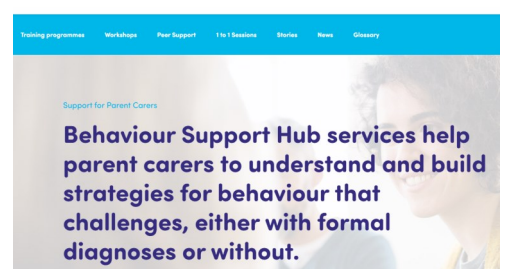 Training programmes Workshops Peer Support 1 to 1 Sessions Stories News Glossary
Support for Parent Carers
Behaviour Support Hub services help
parent carers to understand and build
strategies for behaviour that
challenges, either with formal
diagnoses or without.